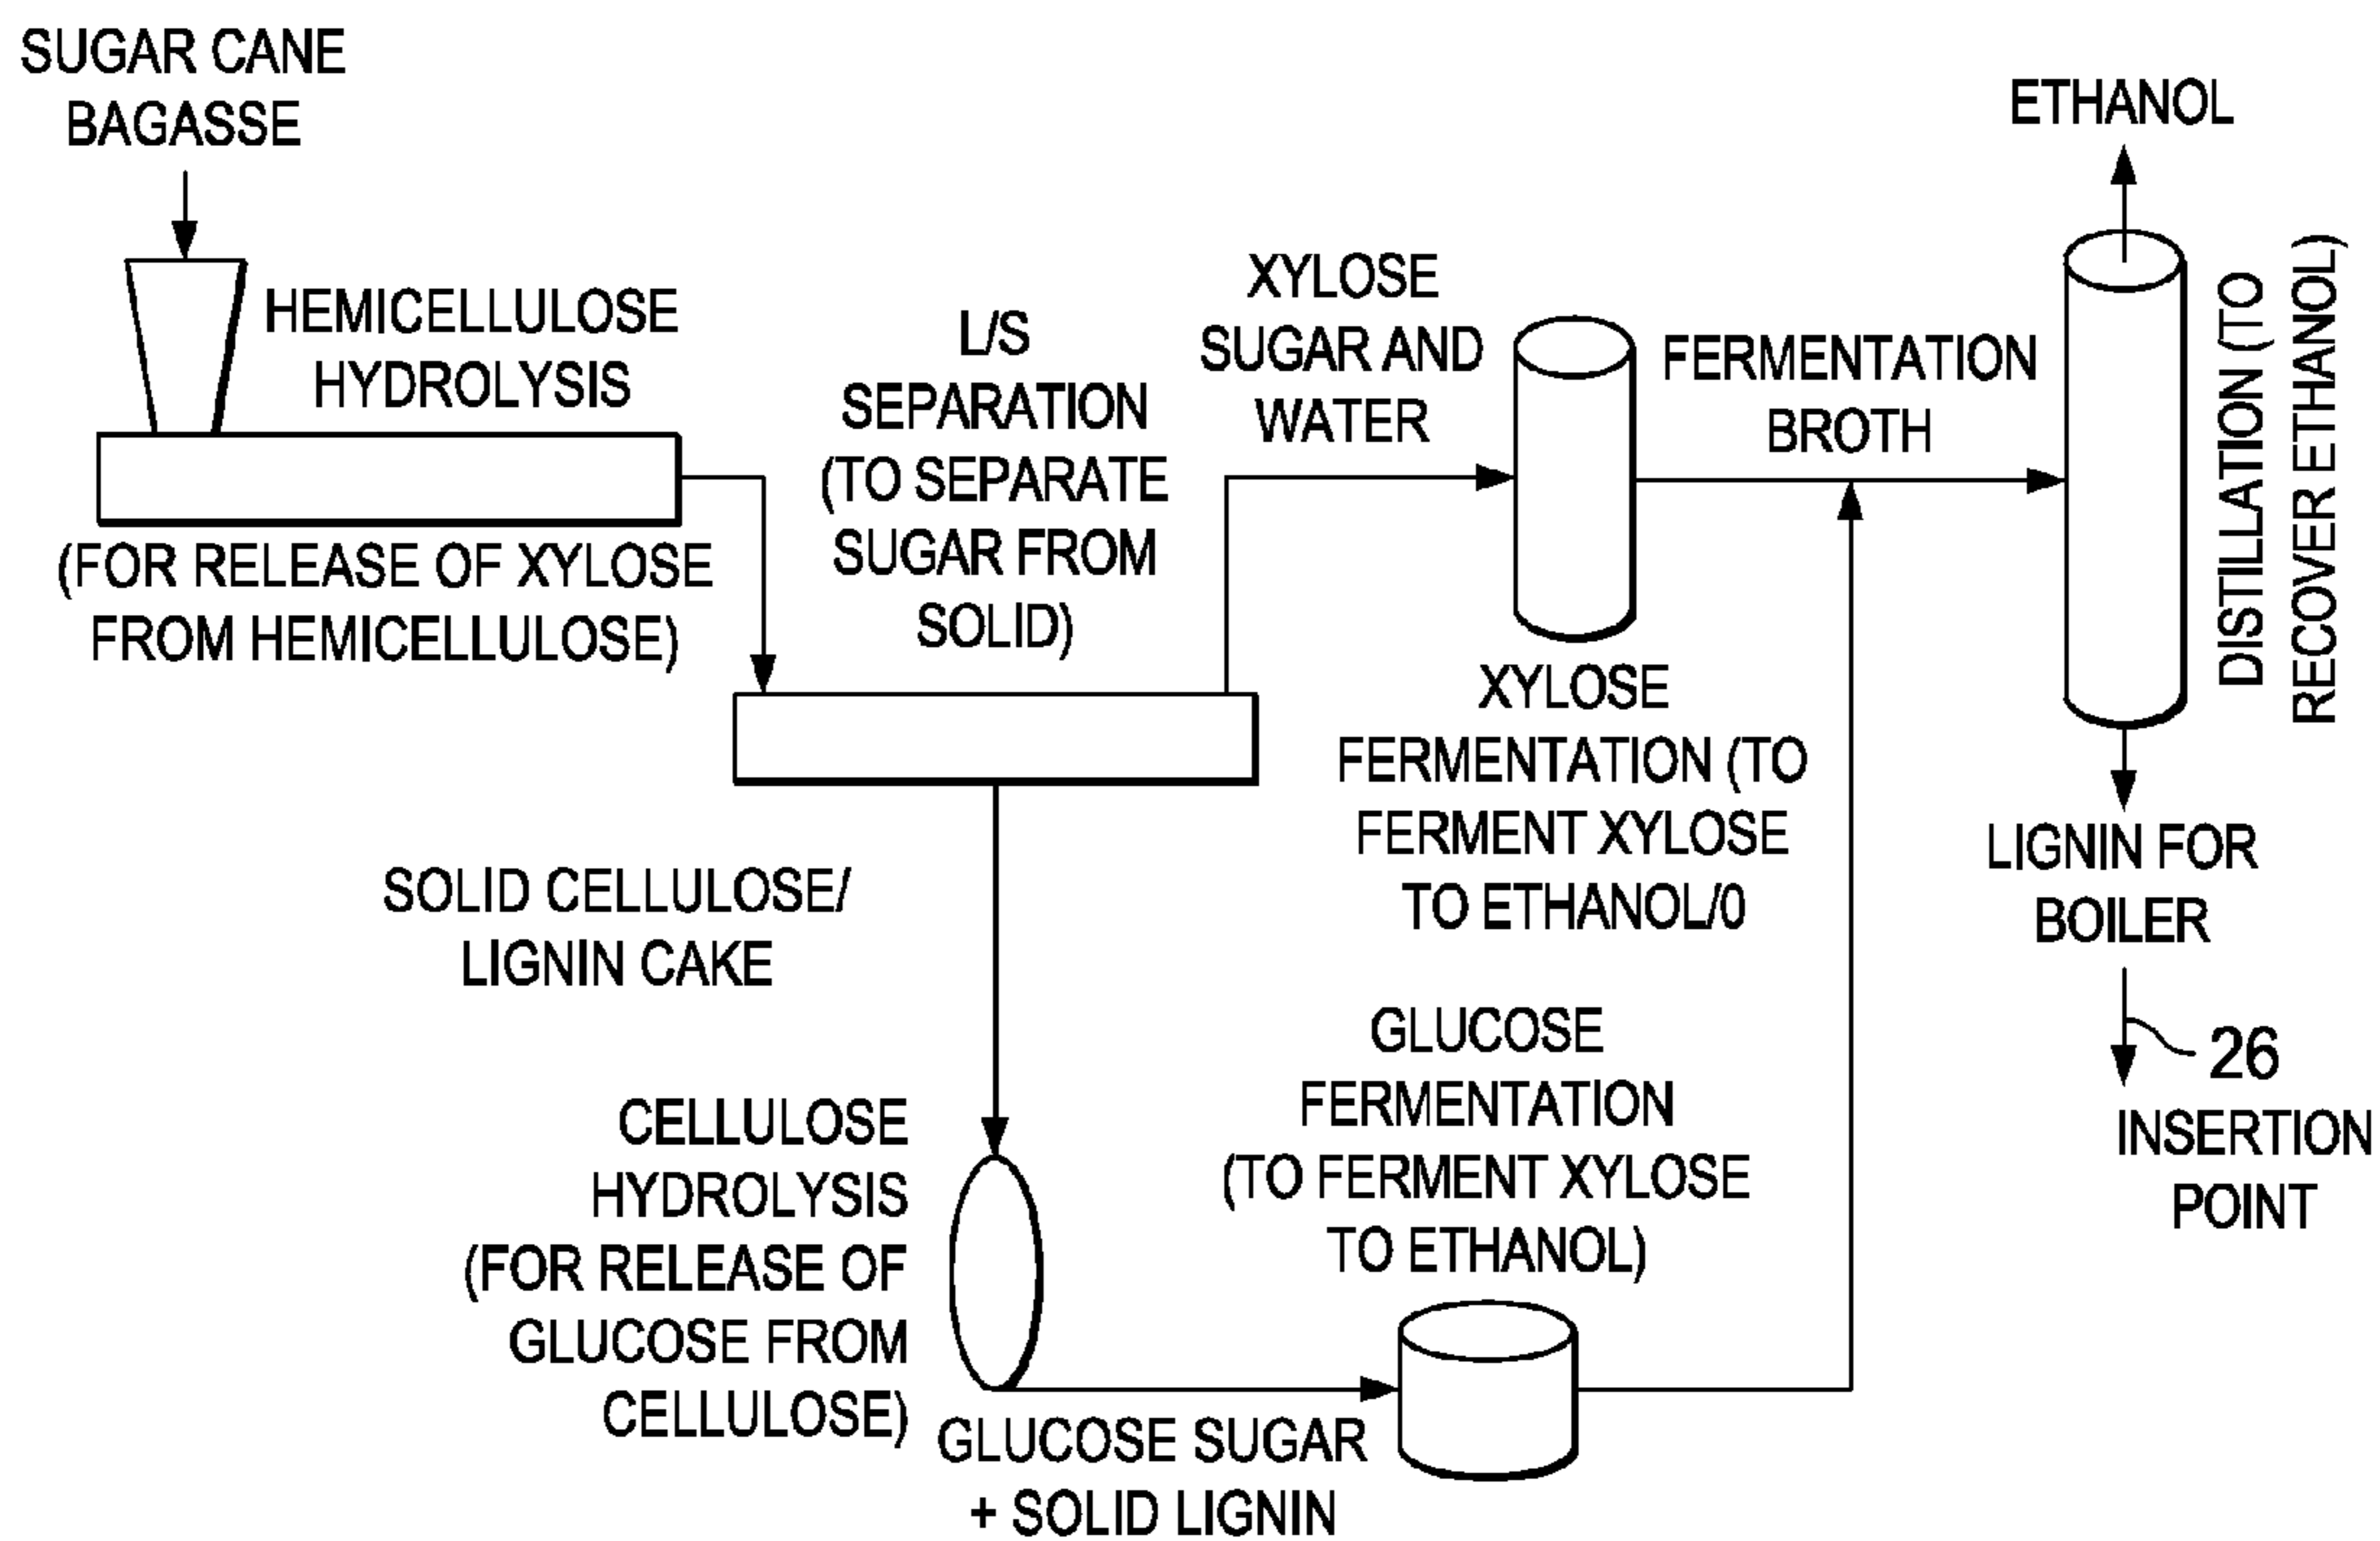 SUGAR CANE
BAGASSE
HEMICELLULOSE
HYDROLYSIS
(FOR RELEASE OF XYLOSE
FROM HEMICELLULOSE)
L/S
SEPARATION
(TO SEPARATE
SUGAR FROM
SOLID)
XYLOSE
SUGAR AND
WATER
XYLOSE
FERMENTATION (TO
FERMENT XYLOSE
TO ETHANOL/0
FERMENTATION
BROTH
ETHANOL
DISTILLATION (TO
RECOVER ETHANOL)
LIGNIN FOR
BOILER
26
INSERTION
POINT
SOLID CELLULOSE/
LIGNIN CAKE
CELLULOSE
HYDROLYSIS
(FOR RELEASE OF
GLUCOSE FROM
CELLULOSE)
GLUCOSE SUGAR
+ SOLID LIGNIN
GLUCOSE
FERMENTATION
(TO FERMENT XYLOSE
TO ETHANOL)